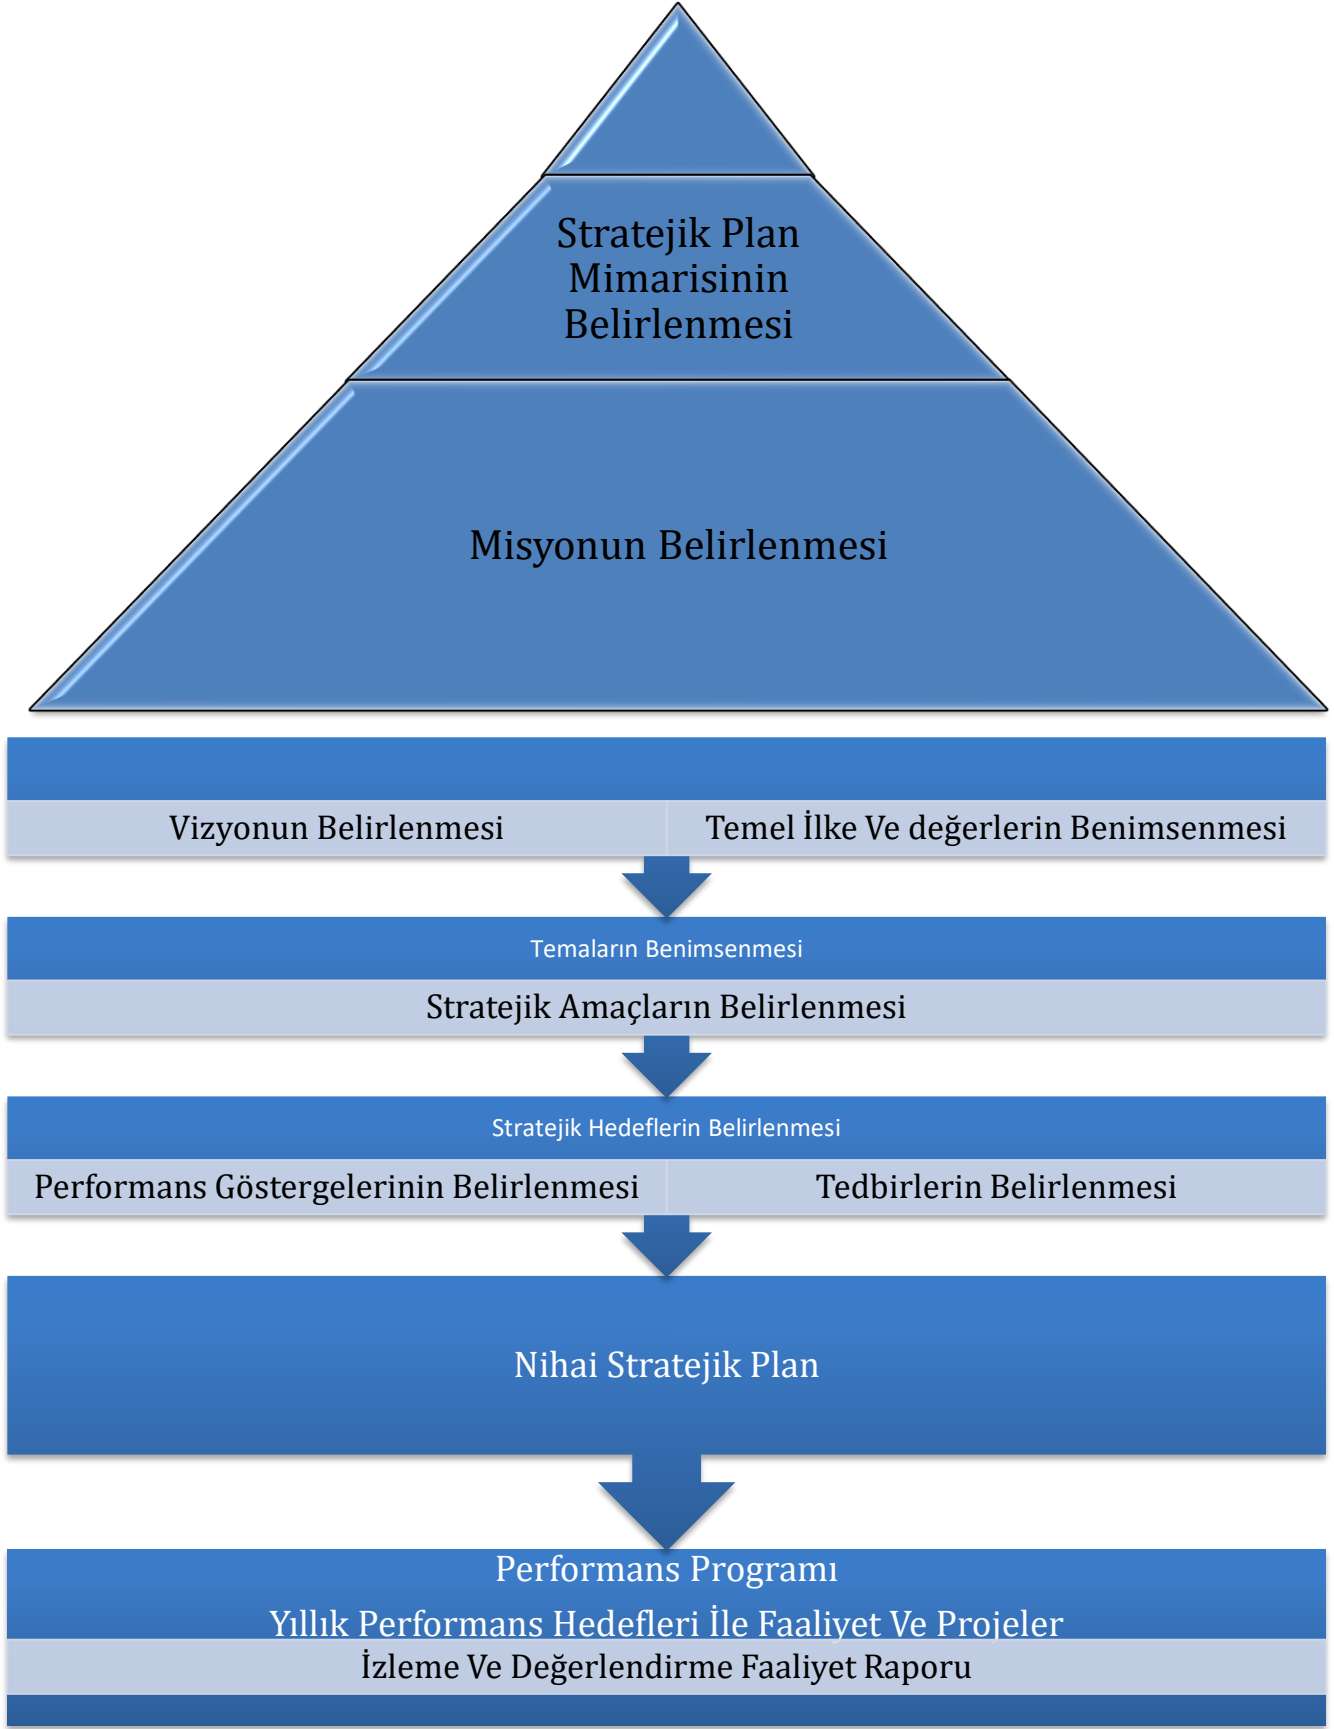 Stratejik Plan
Mimarisinin
Belirlenmesi
Misyonun Belirlenmesi
Vizyonun Belirlenmesi
Temel İlke Ve değerlerin Benimsenmesi
Temaların Benimsenmesi
Stratejik Amaçların Belirlenmesi
Stratejik Hedeflerin Belirlenmesi
Performans Göstergelerinin Belirlenmesi
Tedbirlerin Belirlenmesi
Nihai Stratejik Plan
Performans Programı
Yıllık Performans Hedefleri İle Faaliyet Ve Projeler
İzleme Ve Değerlendirme Faaliyet Raporu